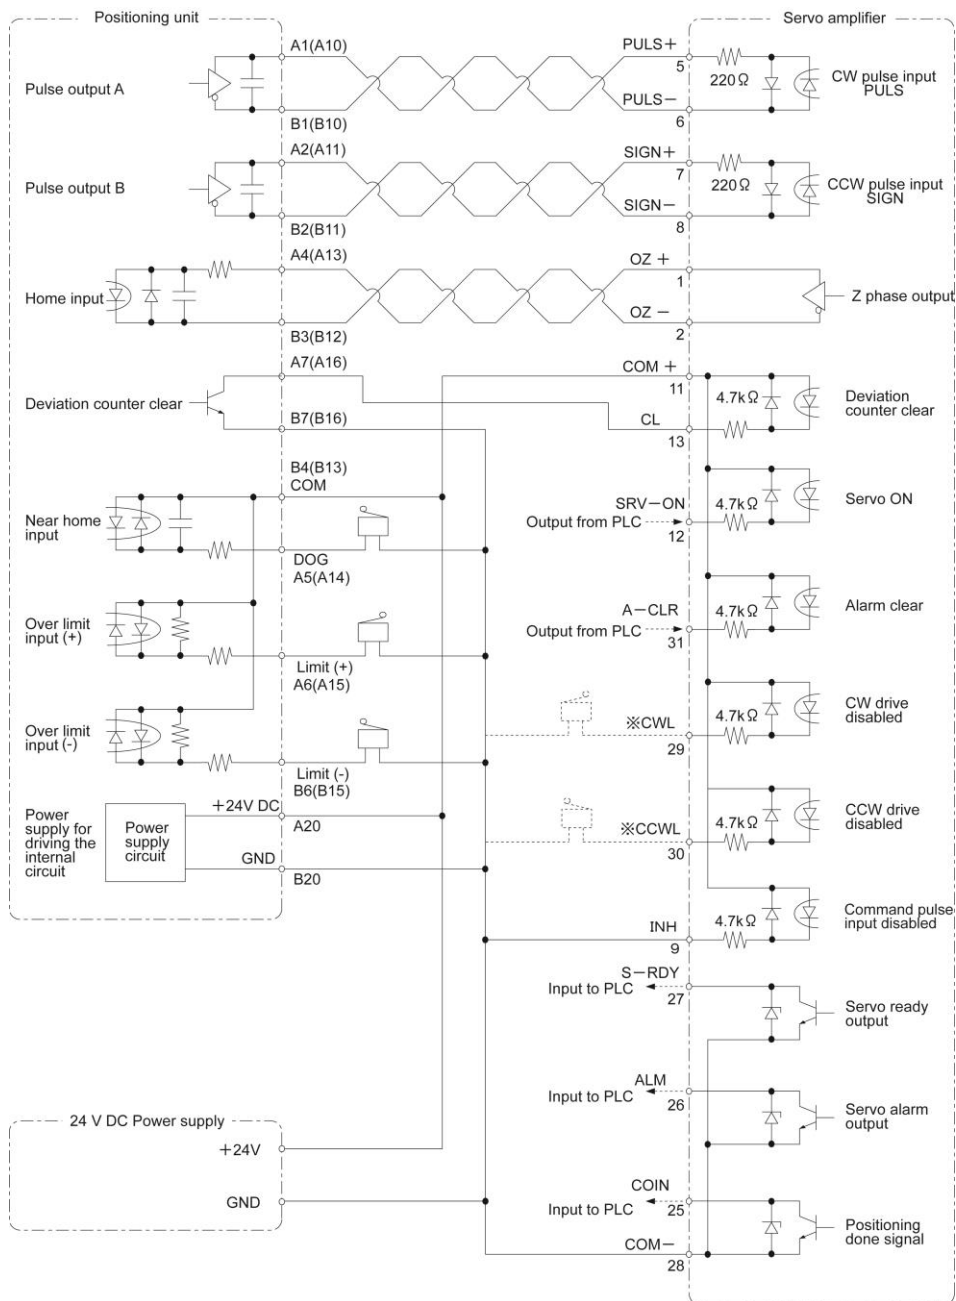 Positioning unit
Servo amplifier
A1(A10)
PULS+
5
Pulse output A
220Ω
CW pulse input
PULS
PULS−
6
B1(B10)
A2(A11)
SIGN+
7
Pulse output B
220Ω
CCW pulse input
SIGN
SIGN−
8
B2(B11)
A4(A13)
OZ +
1
Home input
Z phase output
OZ −
2
B3(B12)
A7(A16)
COM +
11
Deviation counter clear
4.7kΩ
Deviation
counter clear
B7(B16)
CL
13
B4(B13)
COM
Near home
input
SRV−ON
Output from PLC
12
4.7kΩ
Servo ON
DOG
A5(A14)
Over limit
input (+)
A−CLR
Output from PLC
31
4.7kΩ
Alarm clear
Limit (+)
A6(A15)
Over limit
input (-)
※CWL
29
4.7kΩ
CW drive
disabled
Limit (-)
B6(B15)
Power
supply for
driving the
internal
circuit
Power
supply
circuit
+24V DC
A20
GND
B20
※CCWL
30
4.7kΩ
CCW drive
disabled
INH
9
4.7kΩ
Command pulse
input disabled
S−RDY
Input to PLC
27
Servo ready
output
ALM
Input to PLC
26
Servo alarm
output
24 V DC Power supply
+24V
GND
COIN
Input to PLC
25
Positioning
done signal
COM−
28